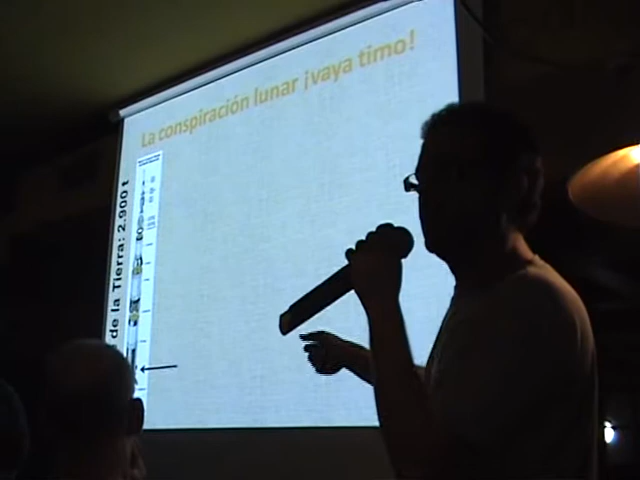 La conspiración lunar ¡vaya timo!
de la Tierra: 2.900 t